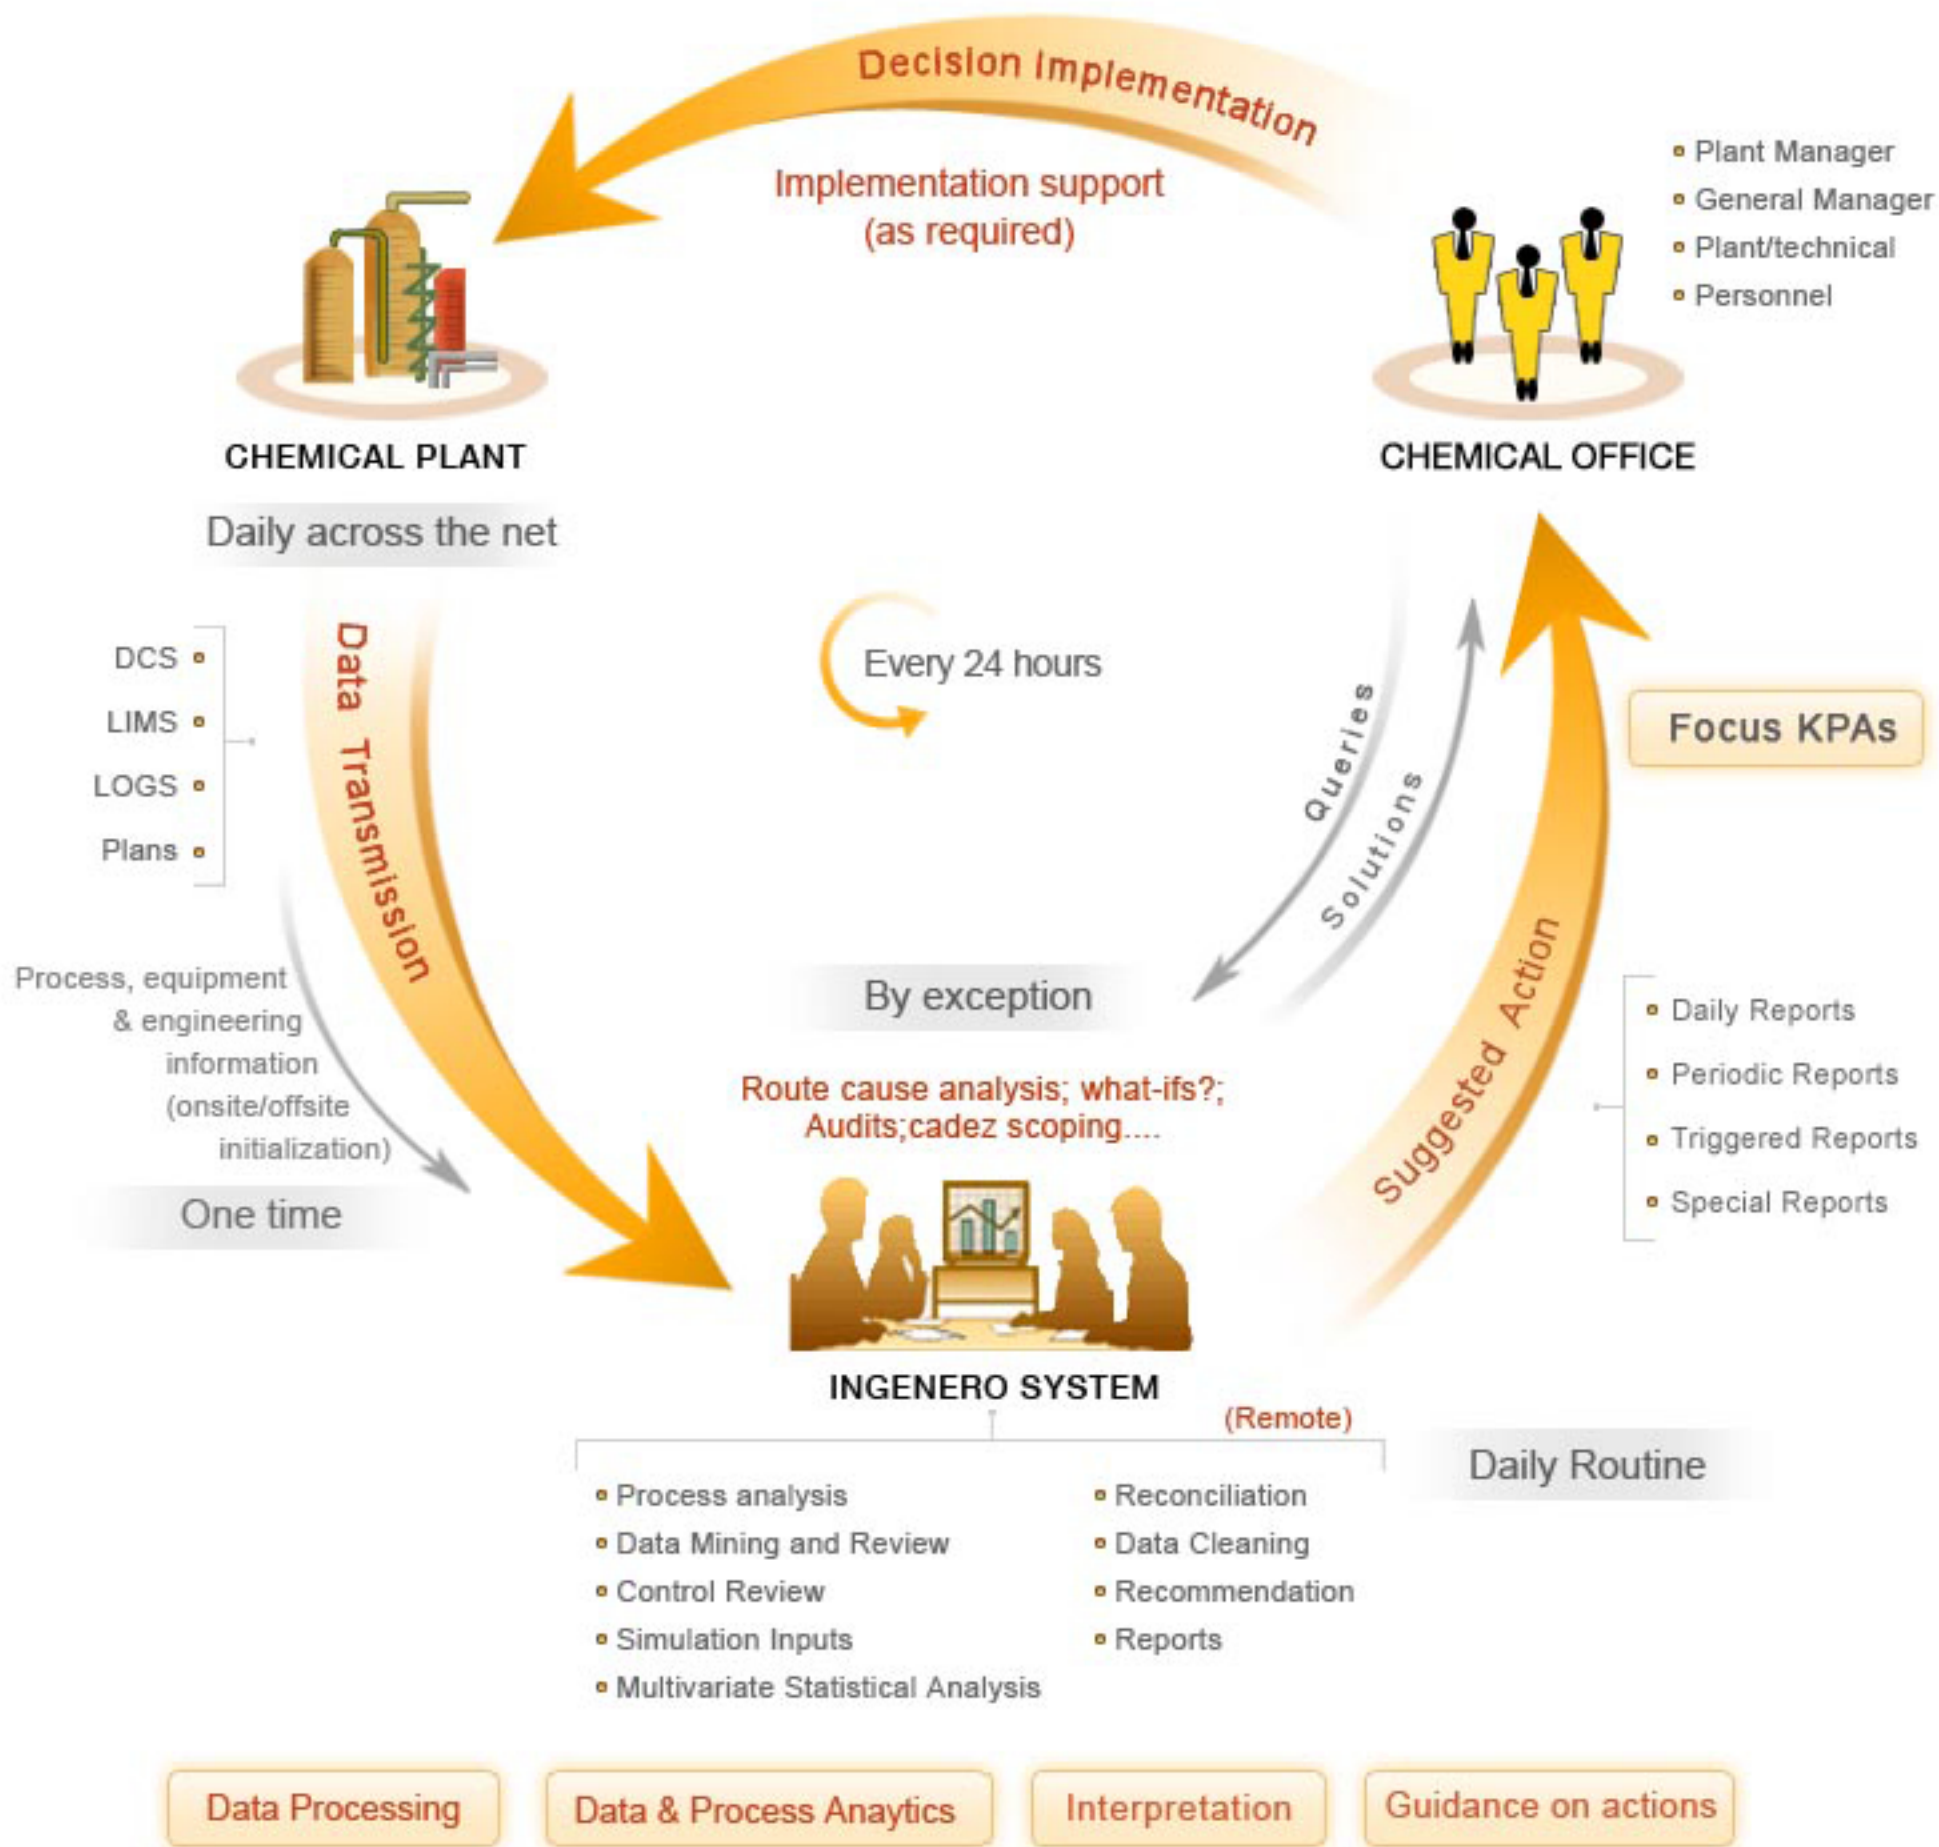 Decision Implementation
Implementation support
(as required)
Plant Manager
General Manager
Plant/technical
Personnel
CHEMICAL PLANT
CHEMICAL OFFICE
Daily across the net
DCS
LIMS
LOGS
Plans
Data Transmission
Every 24 hours
Queries
Solutions
Focus KPAs
Process, equipment
& engineering
information
(onsite/offsite
initialization)
One time
By exception
Route cause analysis; what-ifs?;
Audits;cadez scoping....
Suggested Action
Daily Reports
Periodic Reports
Triggered Reports
Special Reports
INGENERO SYSTEM
(Remote)
Daily Routine
Process analysis
Data Mining and Review
Control Review
Simulation Inputs
Multivariate Statistical Analysis
Reconciliation
Data Cleaning
Recommendation
Reports
Data Processing
Data & Process Anaytics
Interpretation
Guidance on actions